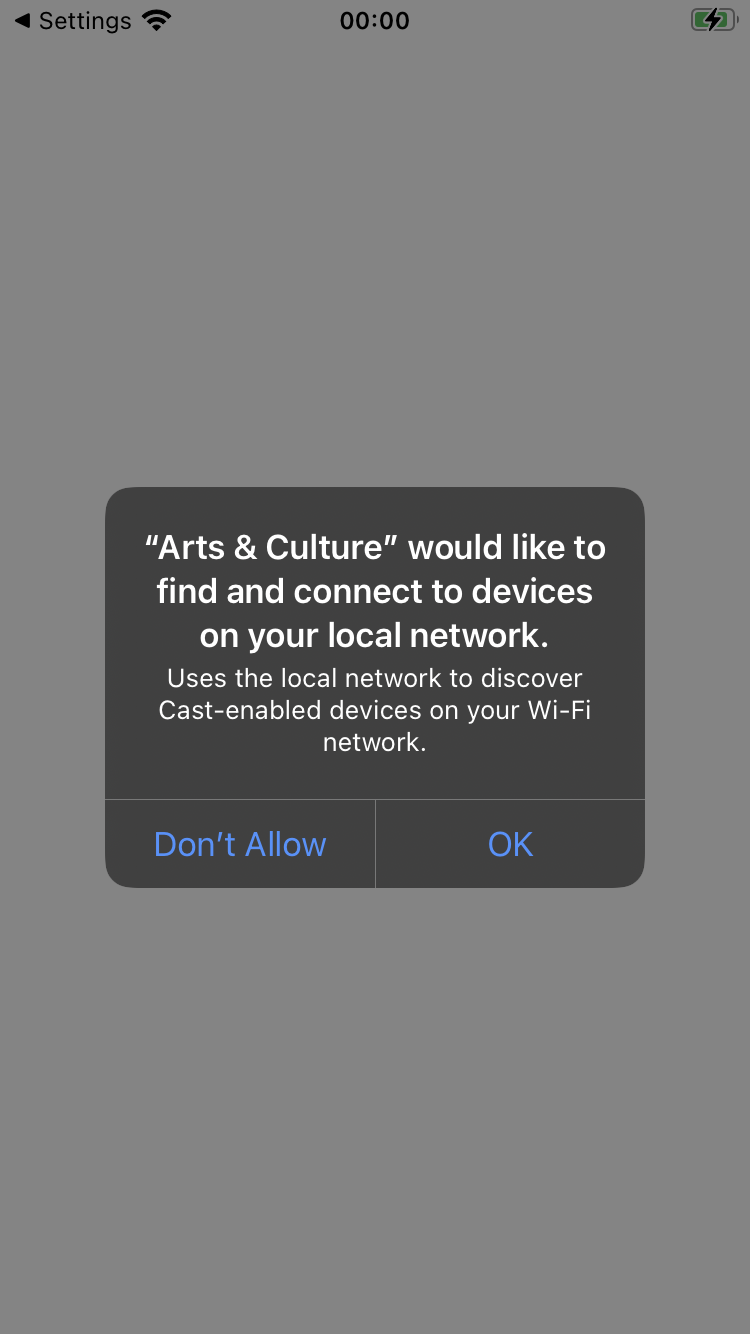 ◀ Settings 00:00
“Arts & Culture” would like to
find and connect to devices
on your local network.
Uses the local network to discover
Cast-enabled devices on your Wi-Fi
network.
Don’t Allow OK